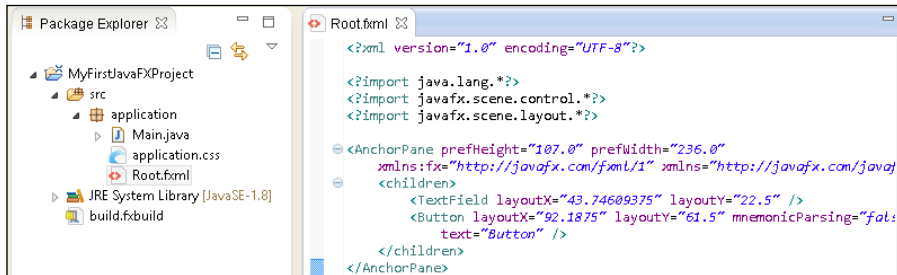 Package Explorer
MyFirstJavaFXProject
src
application
Main.java
application.css
Root.fxml
JRE System Library [JavaSE-1.8]
build.fxbuild
Root.fxml
<?xml version="1.0" encoding="UTF-8"?>
<?import java.lang.*?>
<?import javafx.scene.control.*?>
<?import javafx.scene.layout.*?>
<AnchorPane prefHeight="107.0" prefWidth="236.0"
xmlns:fx="http://javafx.com/fxml/1" xmlns="http://javafx.com/javaf
<children>
<TextField layoutX="43.74609375" layoutY="22.5" />
<Button layoutX="92.1875" layoutY="61.5" mnemonicParsing="fals
text="Button" />
</children>
</AnchorPane>